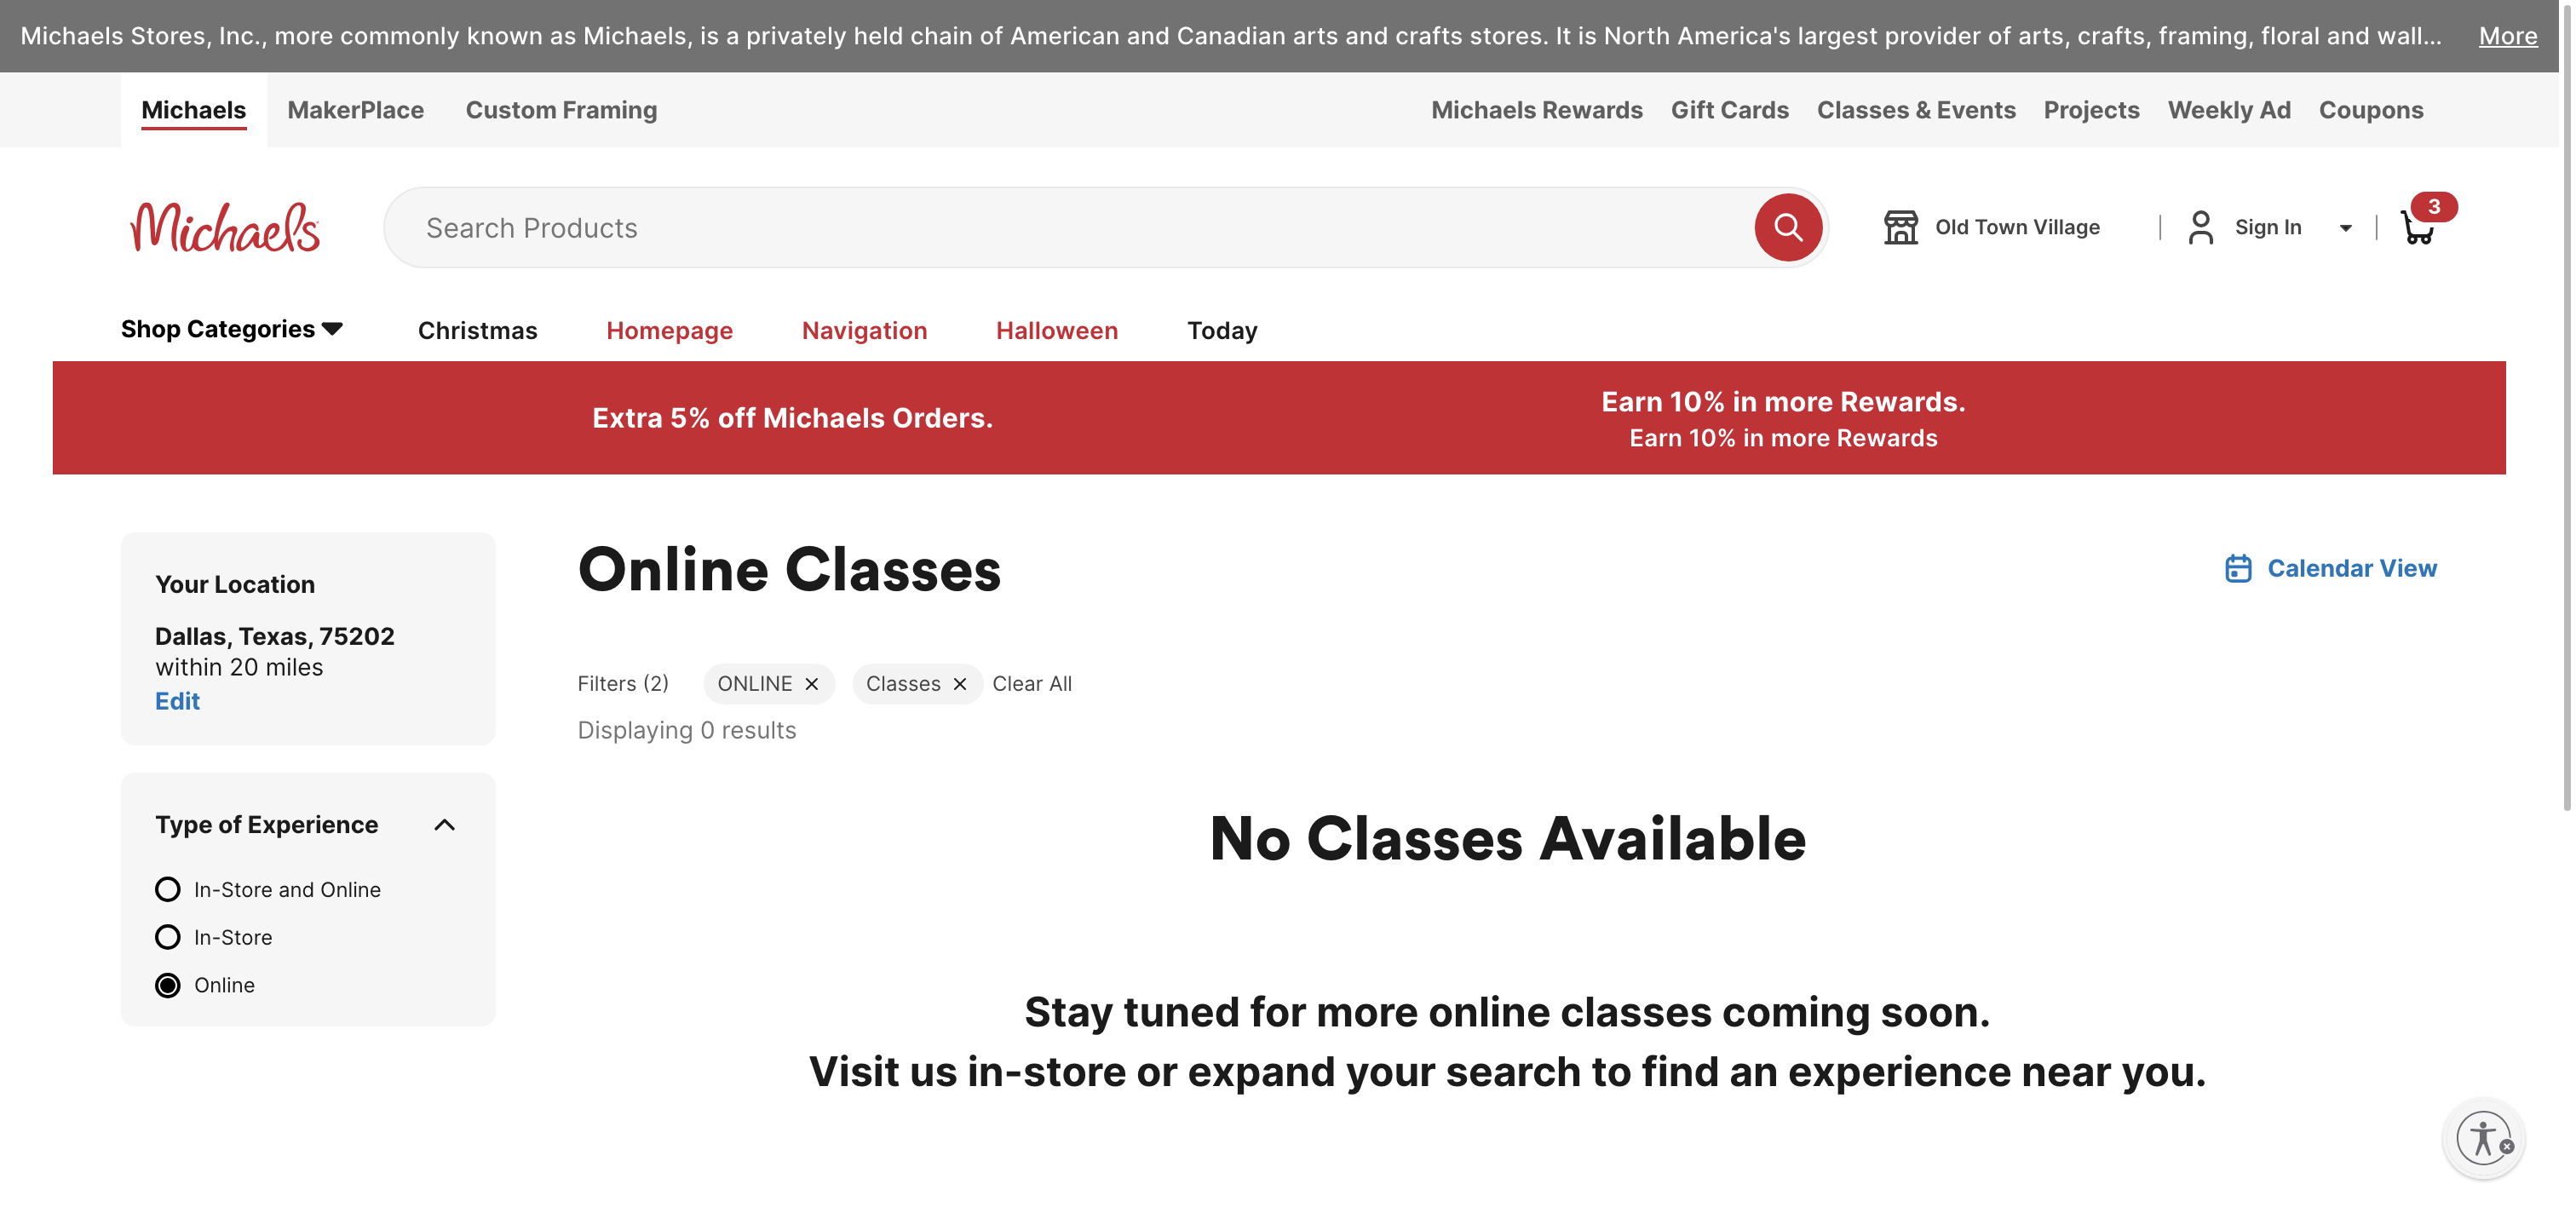 Michaels Stores, Inc., more commonly known as Michaels, is a privately held chain of American and Canadian arts and crafts stores. It is North America's largest provider of arts, crafts, framing, floral and wall... More
Michaels MakerPlace Custom Framing Michaels Rewards Gift Cards Classes & Events Projects Weekly Ad Coupons
Michaels Search Products Old Town Village Sign In 3
Shop Categories Christmas Homepage Navigation Halloween Today
Extra 5% off Michaels Orders.
Earn 10% in more Rewards.
Earn 10% in more Rewards
Your Location
Dallas, Texas, 75202
within 20 miles
Edit
Type of Experience
In-Store and Online
In-Store
Online
Online Classes
Calendar View
Filters (2) ONLINE Classes Clear All
Displaying 0 results
No Classes Available
Stay tuned for more online classes coming soon.
Visit us in-store or expand your search to find an experience near you.